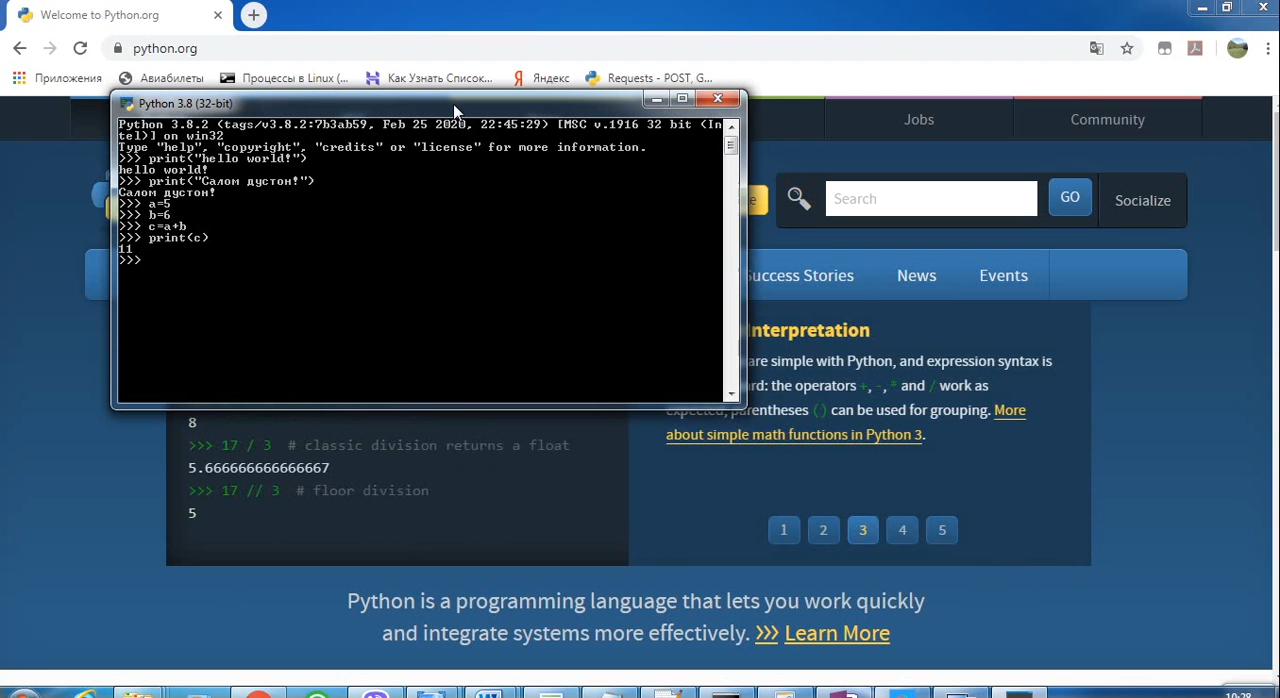 Welcome to Python.org
python.org
Приложения
Авиабилеты
Процессы в Linux (...
Как Узнать Список...
Яндекс
Requests - POST, G...
Python 3.8 (32-bit)
Jobs
Community
Python 3.8.2 (tags/v3.8.2:7b3ab59, Feb 25 2020, 22:45:29) [MSC v.1916 32 bit (In
tel)] on win32
Type "help", "copyright", "credits" or "license" for more information.
>>> print("hello world!")
hello world!
>>> print("Салом дустон!")
Салом дустон!
>>> a=5
>>> b=6
>>> c=a+b
>>> print(c)
11
>>>
Search
GO
Socialize
Success Stories
News
Events
Interpretation
are simple with Python, and expression syntax is
the operators +, -, * and / work as
expected, parentheses () can be used for grouping. More
about simple math functions in Python 3.
8
>>> 17 / 3 # classic division returns a float
5.666666666666667
>>> 17 // 3 # floor division
5
1 2 3 4 5
Python is a programming language that lets you work quickly
and integrate systems more effectively. >>> Learn More
10:28